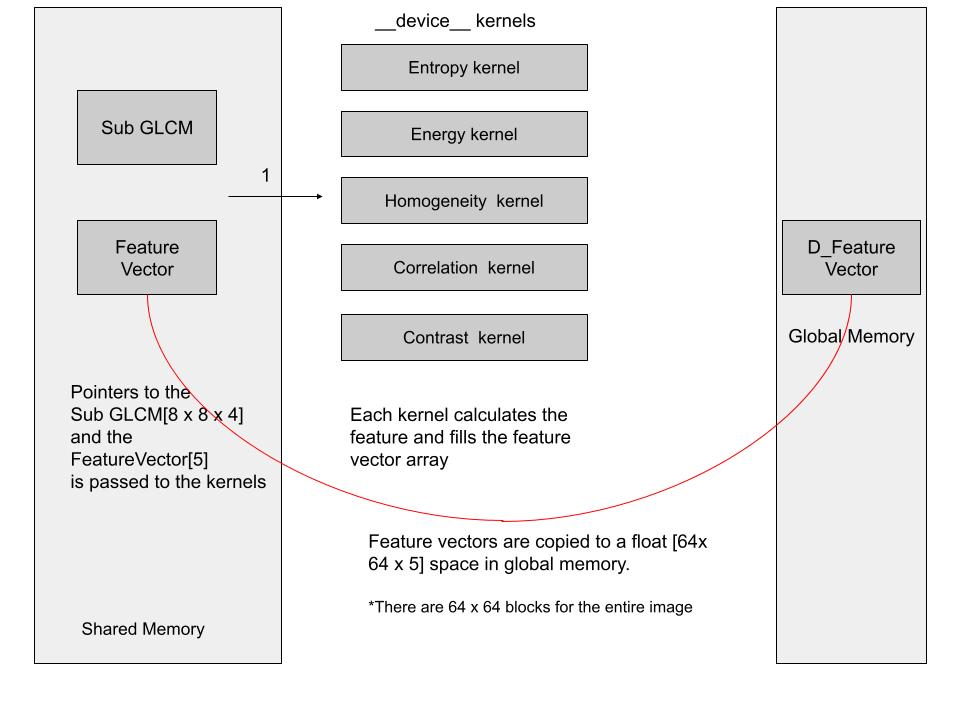 __device__ kernels
Entropy kernel
Sub GLCM
Energy kernel
1
Homogeneity  kernel
Feature
Vector
Correlation  kernel
D_Feature
Vector
Contrast  kernel
Global Memory
Pointers to the
Sub GLCM[8 x 8 x 4]
and the
FeatureVector[5]
is passed to the kernels
Each kernel calculates the
feature and fills the feature
vector array
Feature vectors are copied to a float [64x
64 x 5] space in global memory.
*There are 64 x 64 blocks for the entire image
Shared Memory